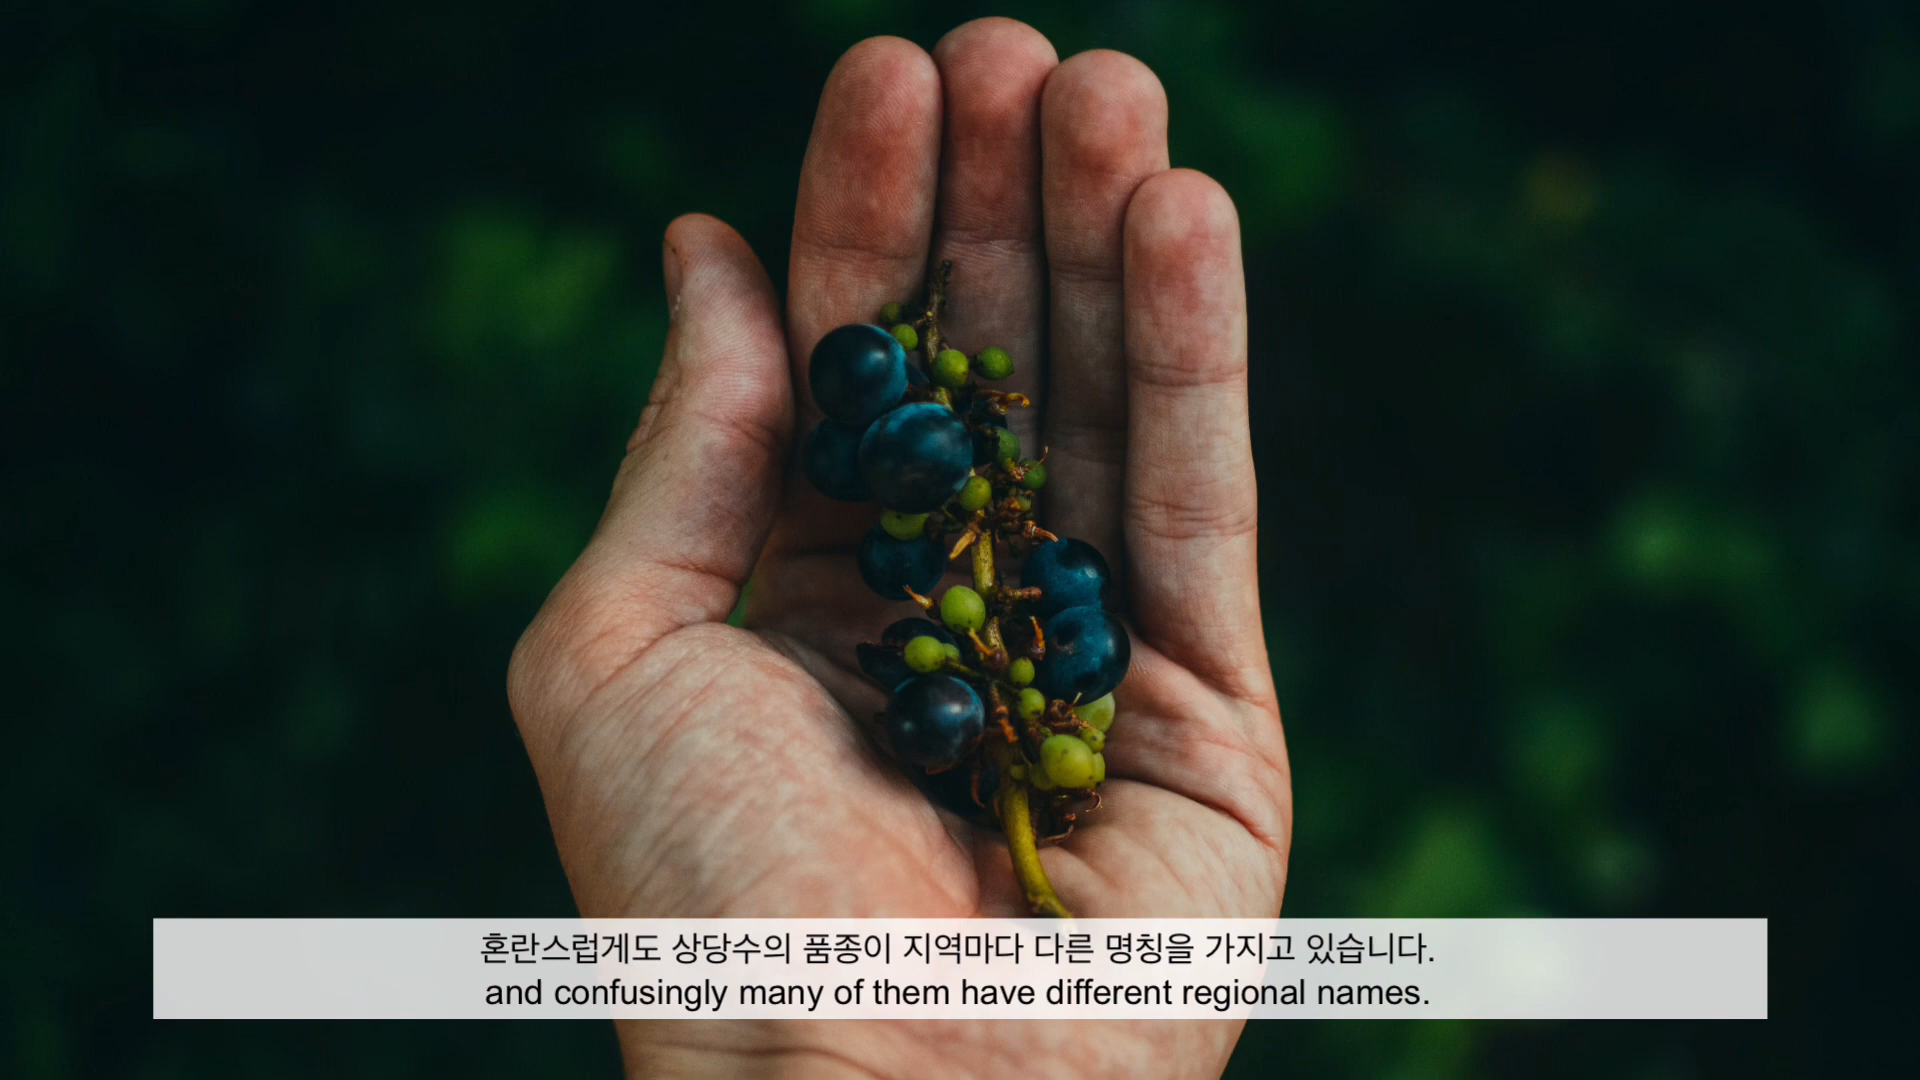 혼란스럽게도 상당수의 품종이 지역마다 다른 명칭을 가지고 있습니다.
and confusingly many of them have different regional names.